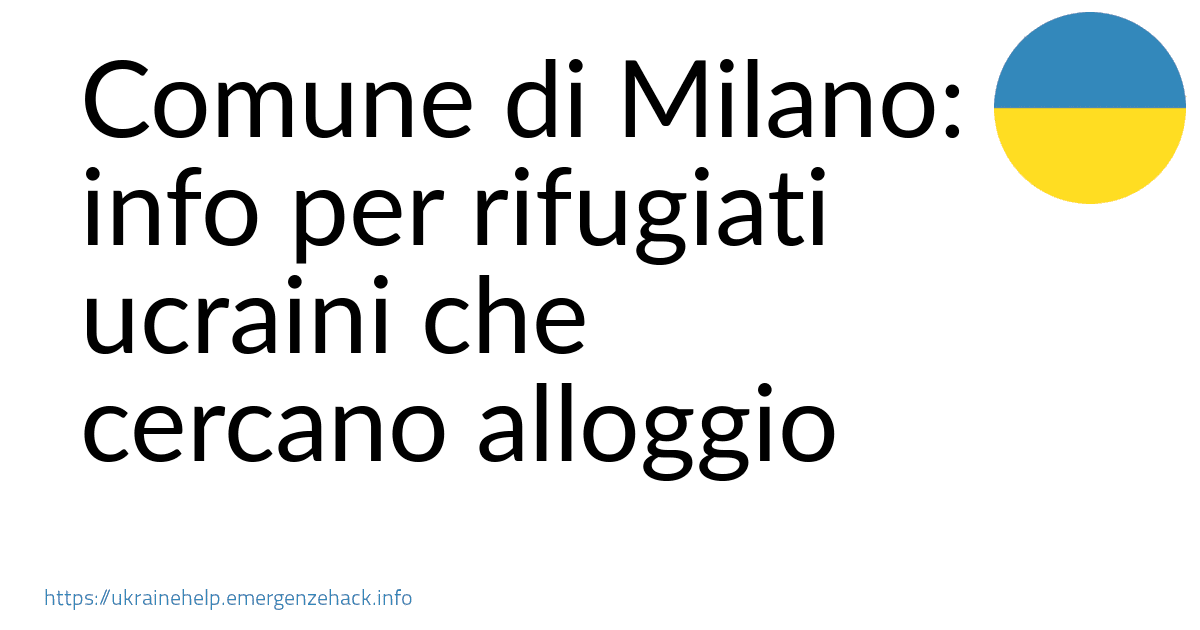 Comune di Milano:
info per rifugiati
ucraini che
cercano alloggio
https://ukrainehelp.emergenzehack.info